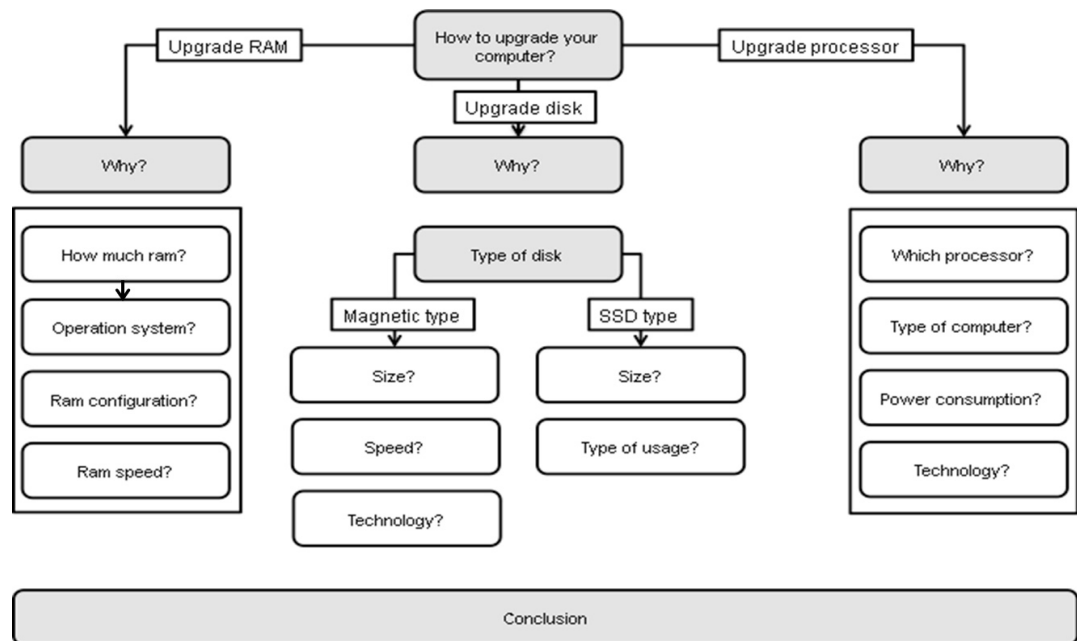 How to upgrade your
computer?
Upgrade RAM
Upgrade disk
Upgrade processor
Why?
Why?
Why?
How much ram?
Operation system?
Ram configuration?
Ram speed?
Type of disk
Magnetic type
SSD type
Size?
Speed?
Technology?
Size?
Type of usage?
Which processor?
Type of computer?
Power consumption?
Technology?
Conclusion